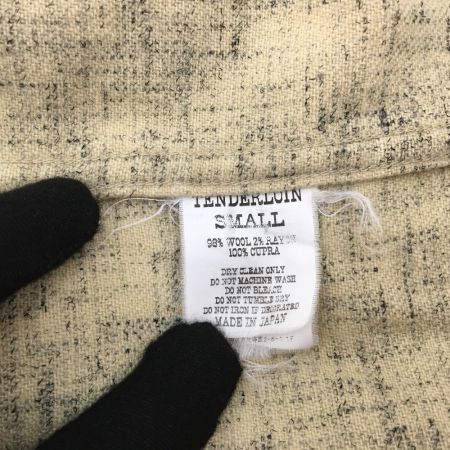 TENDERLOIN
SMALL
98% WOOL 2% RAYON
100% CUPRA
DRY CLEAN ONLY
DO NOT MACHINE WASH
DO NOT BLEACH
DO NOT TUMBLE DRY
DO NOT IRON IF DECORATED
MADE IN JAPAN